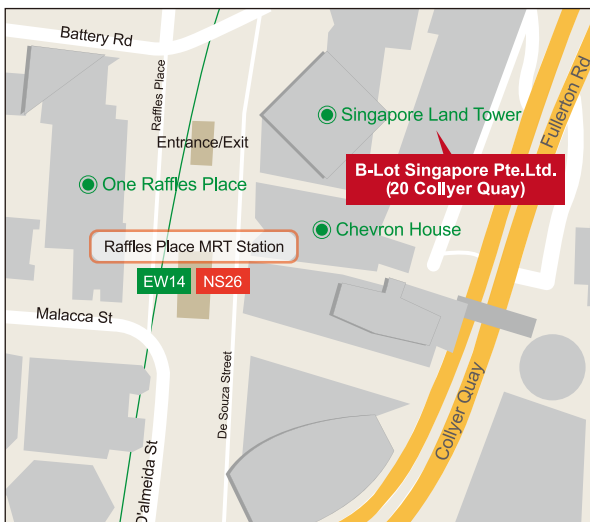 Battery Rd
Raffles Place
Fullerton Rd
Singapore Land Tower
Entrance/Exit
B-Lot Singapore Pte.Ltd.
(20 Collyer Quay)
One Raffles Place
Chevron House
Raffles Place MRT Station
EW14
NS26
Malacca St
De Souza Street
Collyer Quay
D'almeida St